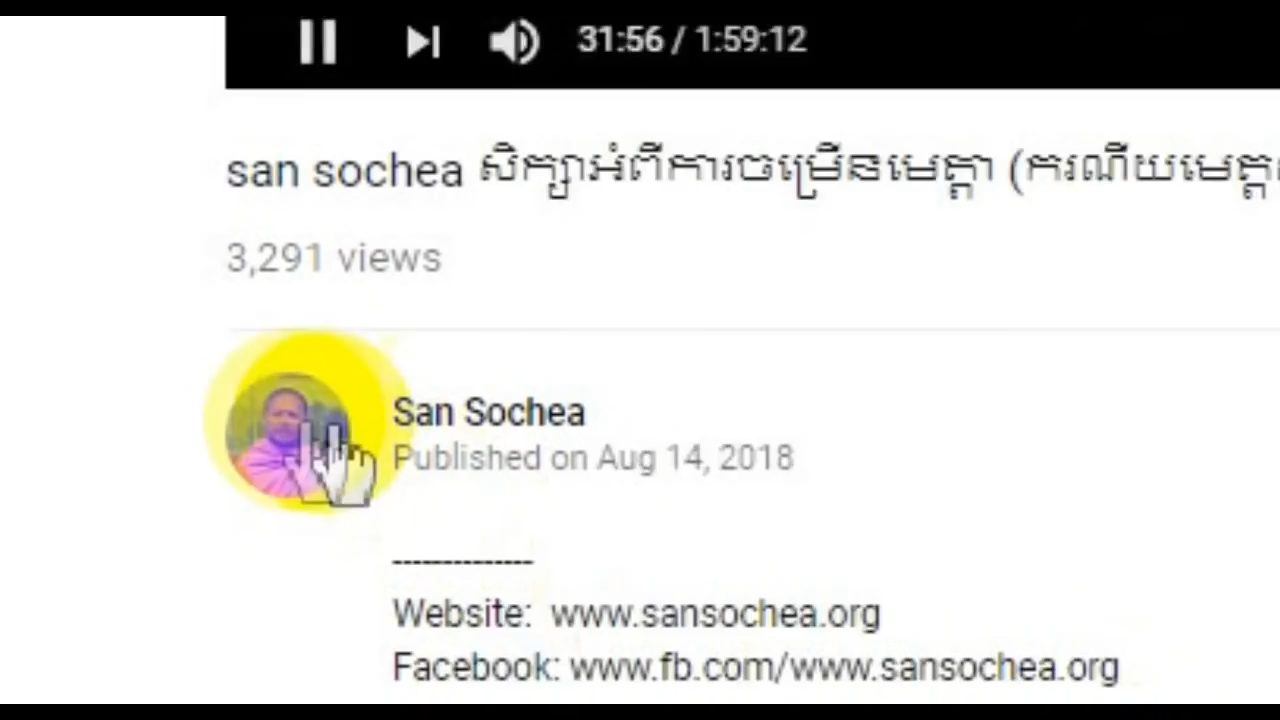 31:56 / 1:59:12
san sochea សិក្សាអំពីការចម្រើនមេត្តា (ករណីយមេត្ត
3,291 views
San Sochea
Published on Aug 14, 2018
---------------
Website: www.sansochea.org
Facebook: www.fb.com/www.sansochea.org